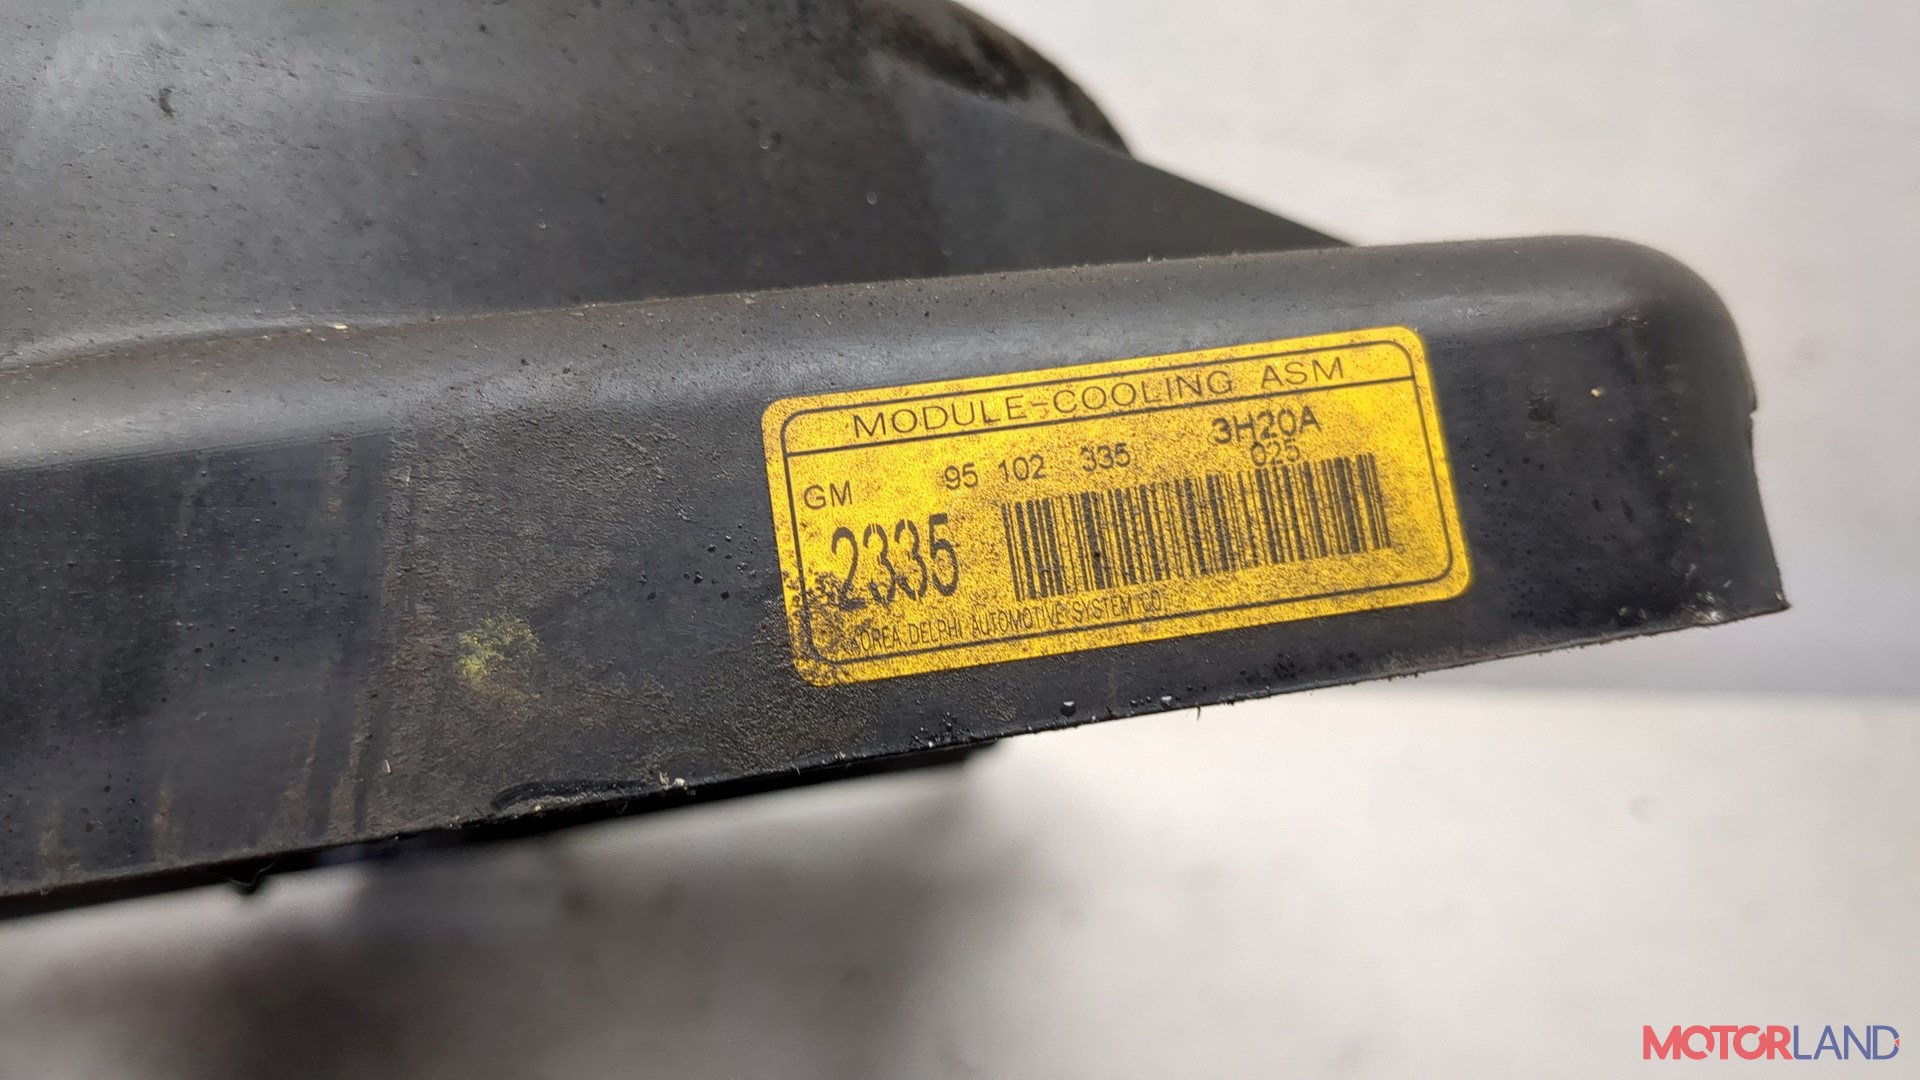 MODULE-COOLING ASM
GM 95 102 335 3H20A
025
2335
KOREA DELPHI AUTOMOTIVE SYSTEM CO.
MOTORLAND